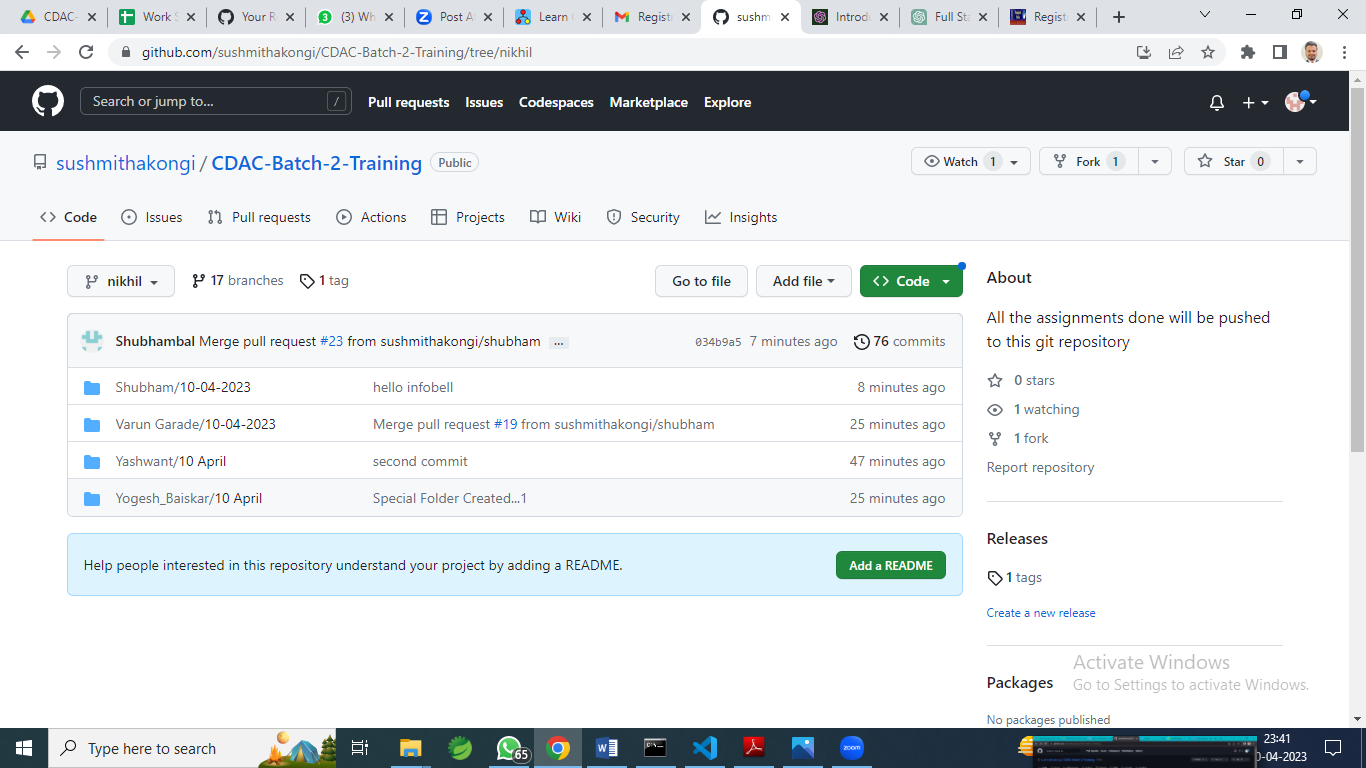 CDAC-
Work S
Your R
(3) Wh
Post A
Learn
Registr
sushm
Introdu
Full Sta
Regist
github.com/sushmithakongi/CDAC-Batch-2-Training/tree/nikhil
Search or jump to... /
Pull requests Issues Codespaces Marketplace Explore
sushmithakongi / CDAC-Batch-2-Training Public
Watch 1 Fork 1 Star 0
Code Issues Pull requests Actions Projects Wiki Security Insights
nikhil 17 branches 1 tag Go to file Add file Code
Shubhambal Merge pull request #23 from sushmithakongi/shubham ... 034b9a5 7 minutes ago 76 commits
Shubham/10-04-2023 hello infobell 8 minutes ago
Varun Garade/10-04-2023 Merge pull request #19 from sushmithakongi/shubham 25 minutes ago
Yashwant/10 April second commit 47 minutes ago
Yogesh_Baiskar/10 April Special Folder Created...1 25 minutes ago
Help people interested in this repository understand your project by adding a README. Add a README
About
All the assignments done will be pushed
to this git repository
0 stars
1 watching
1 fork
Report repository
Releases
1 tags
Create a new release
Packages
No packages published
Activate Windows
Go to Settings to activate Windows.
Type here to search
65
zoom
23:41
0-04-2023